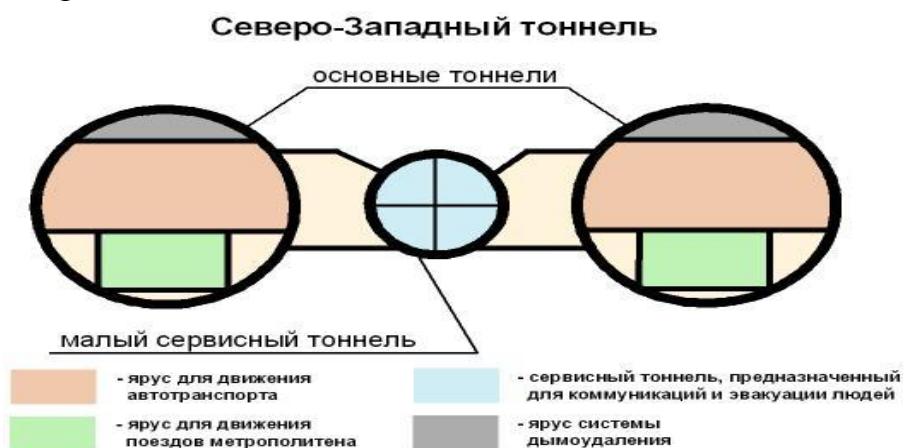 Северо-Западный тоннель
основные тоннели
малый сервисный тоннель
- ярус для движения
автотранспорта
- сервисный тоннель, предназначенный
для коммуникаций и эвакуации людей
- ярус для движения
поездов метрополитена
- ярус системы
дымоудаления